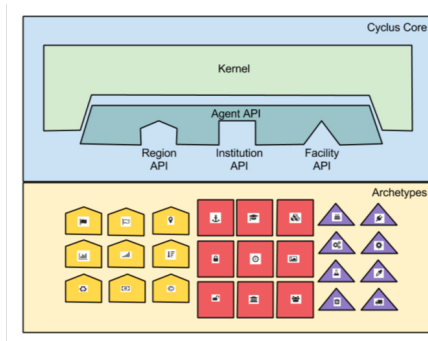 Cyclus Core
Kernel
Agent API
Region
API
Institution
API
Facility
API
Archetypes